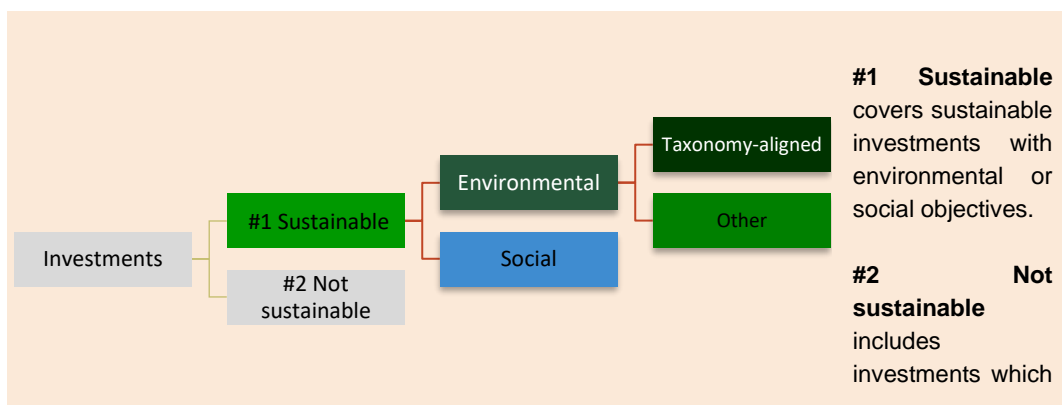 Investments
#1 Sustainable
#2 Not
sustainable
Environmental
Social
Taxonomy-aligned
Other
#1 Sustainable
covers sustainable
investments with
environmental or
social objectives.
#2 Not
sustainable
includes
investments which